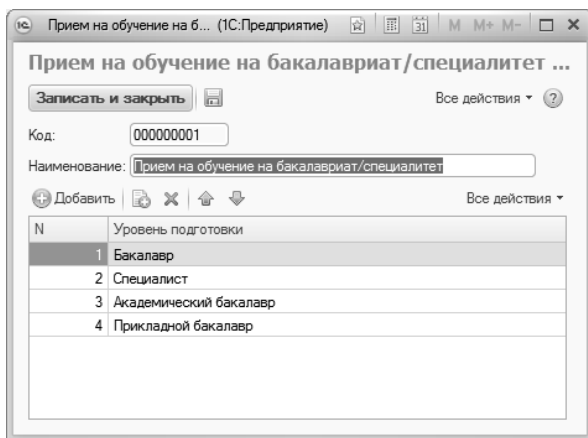 1С Прием на обучение на б... (1С:Предприятие) 31 M M+ M-
Прием на обучение на бакалавриат/специалитет ...
Записать и закрыть Все действия ?
Код: 000000001
Наименование: Прием на обучение на бакалавриат/специалитет
Добавить Все действия
N Уровень подготовки
1 Бакалавр
2 Специалист
3 Академический бакалавр
4 Прикладной бакалавр